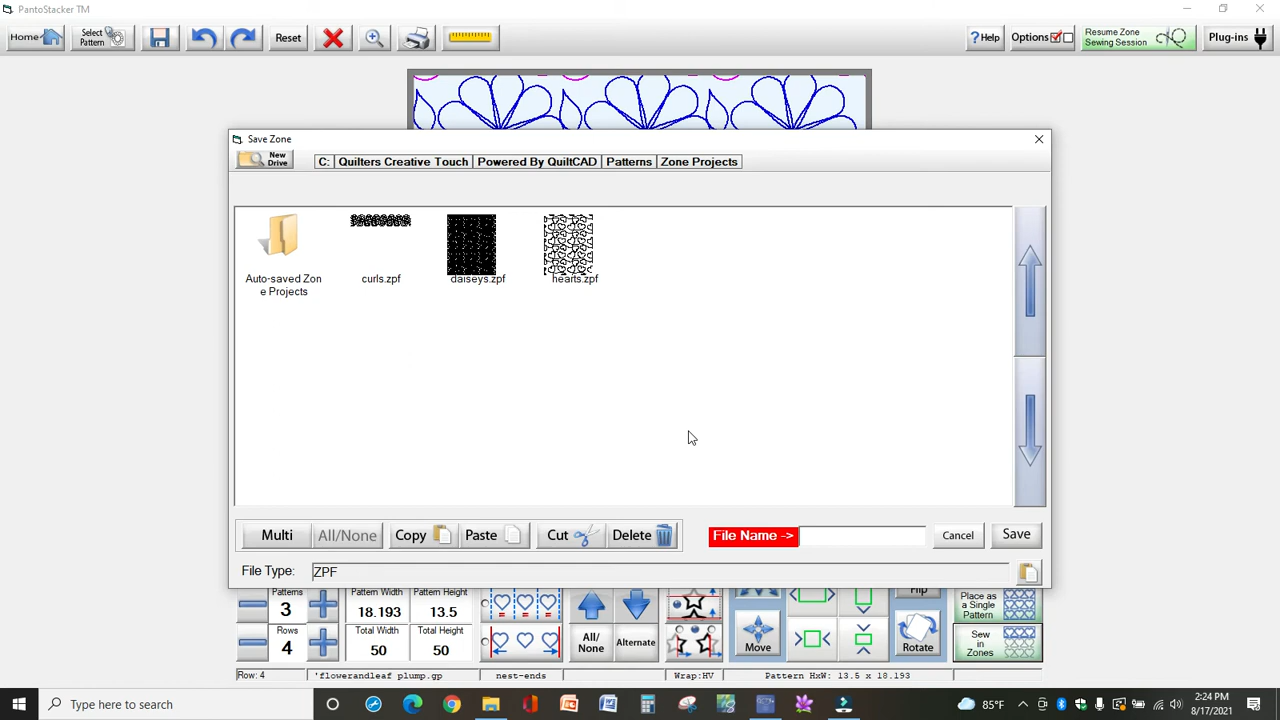 PantoStacker TM
Home
Select
Pattern
Reset
?Help
Options
Resume Zone
Sewing Session
Plug-ins
Save Zone
New
Drive
C: Quilters Creative Touch Powered By QuiltCAD Patterns Zone Projects
Auto-saved Zon
e Projects
curls.zpf
daiseys.zpf
hearts.zpf
Multi
All/None
Copy
Paste
Cut
Delete
File Name ->
Cancel
Save
File Type: ZPF
Patterns
3
Pattern Width
18.193
Pattern Height
13.5
Rows
4
Total Width
50
Total Height
50
All/
None
Alternate
Move
Flip
Rotate
Place as
a Single
Pattern
Sew
in
Zones
Row: 4
'flowerandleaf plump.gp
nest-ends
Wrap:HV
Pattern HxW: 13.5 x 18.193
Type here to search
85°F
2:24 PM
8/17/2021